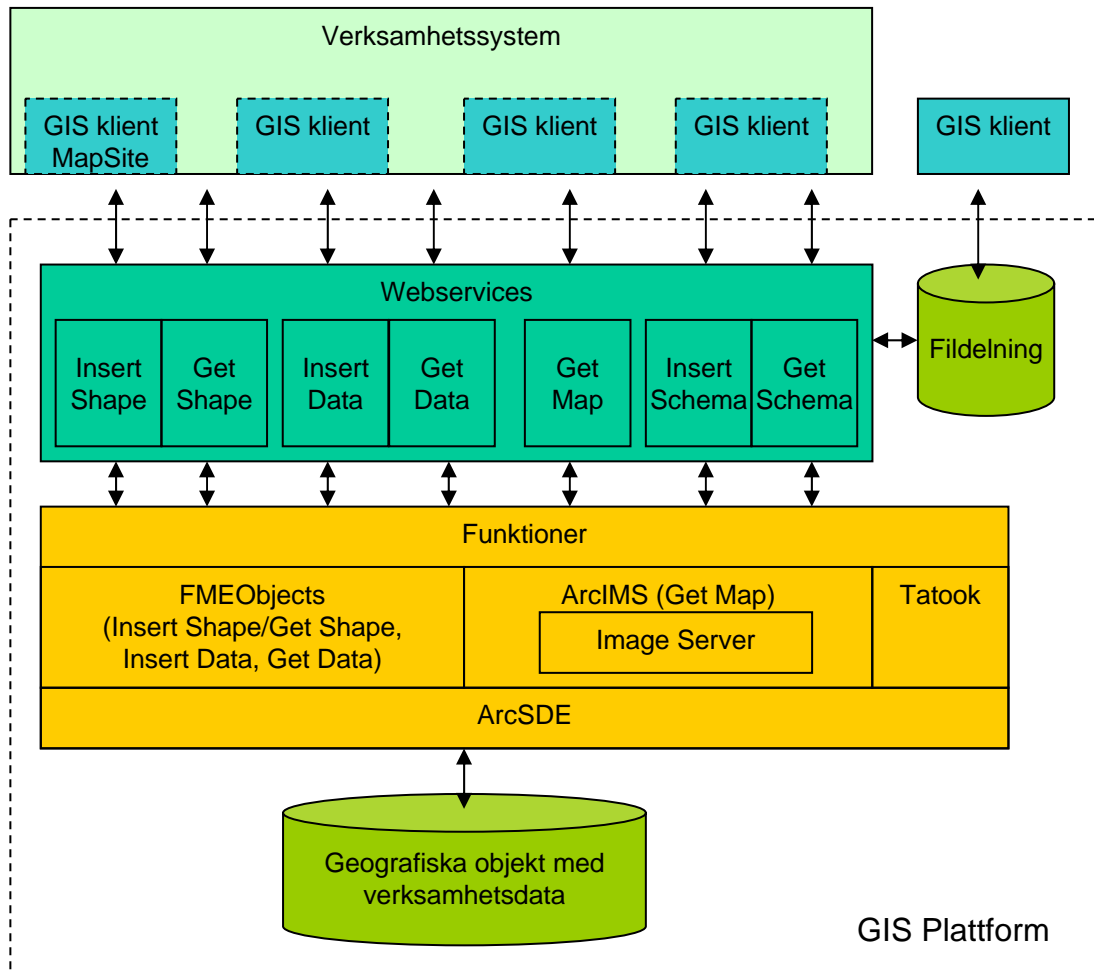 Verksamhetssystem
GIS klient
MapSite
GIS klient
GIS klient
GIS klient
GIS klient
Webservices
Insert
Shape
Get
Shape
Insert
Data
Get
Data
Get
Map
Insert
Schema
Get
Schema
Fildelning
Funktioner
FMEObjects
(Insert Shape/Get Shape,
Insert Data, Get Data)
ArcIMS (Get Map)
Image Server
Tatook
ArcSDE
Geografiska objekt med
verksamhetsdata
GIS Plattform